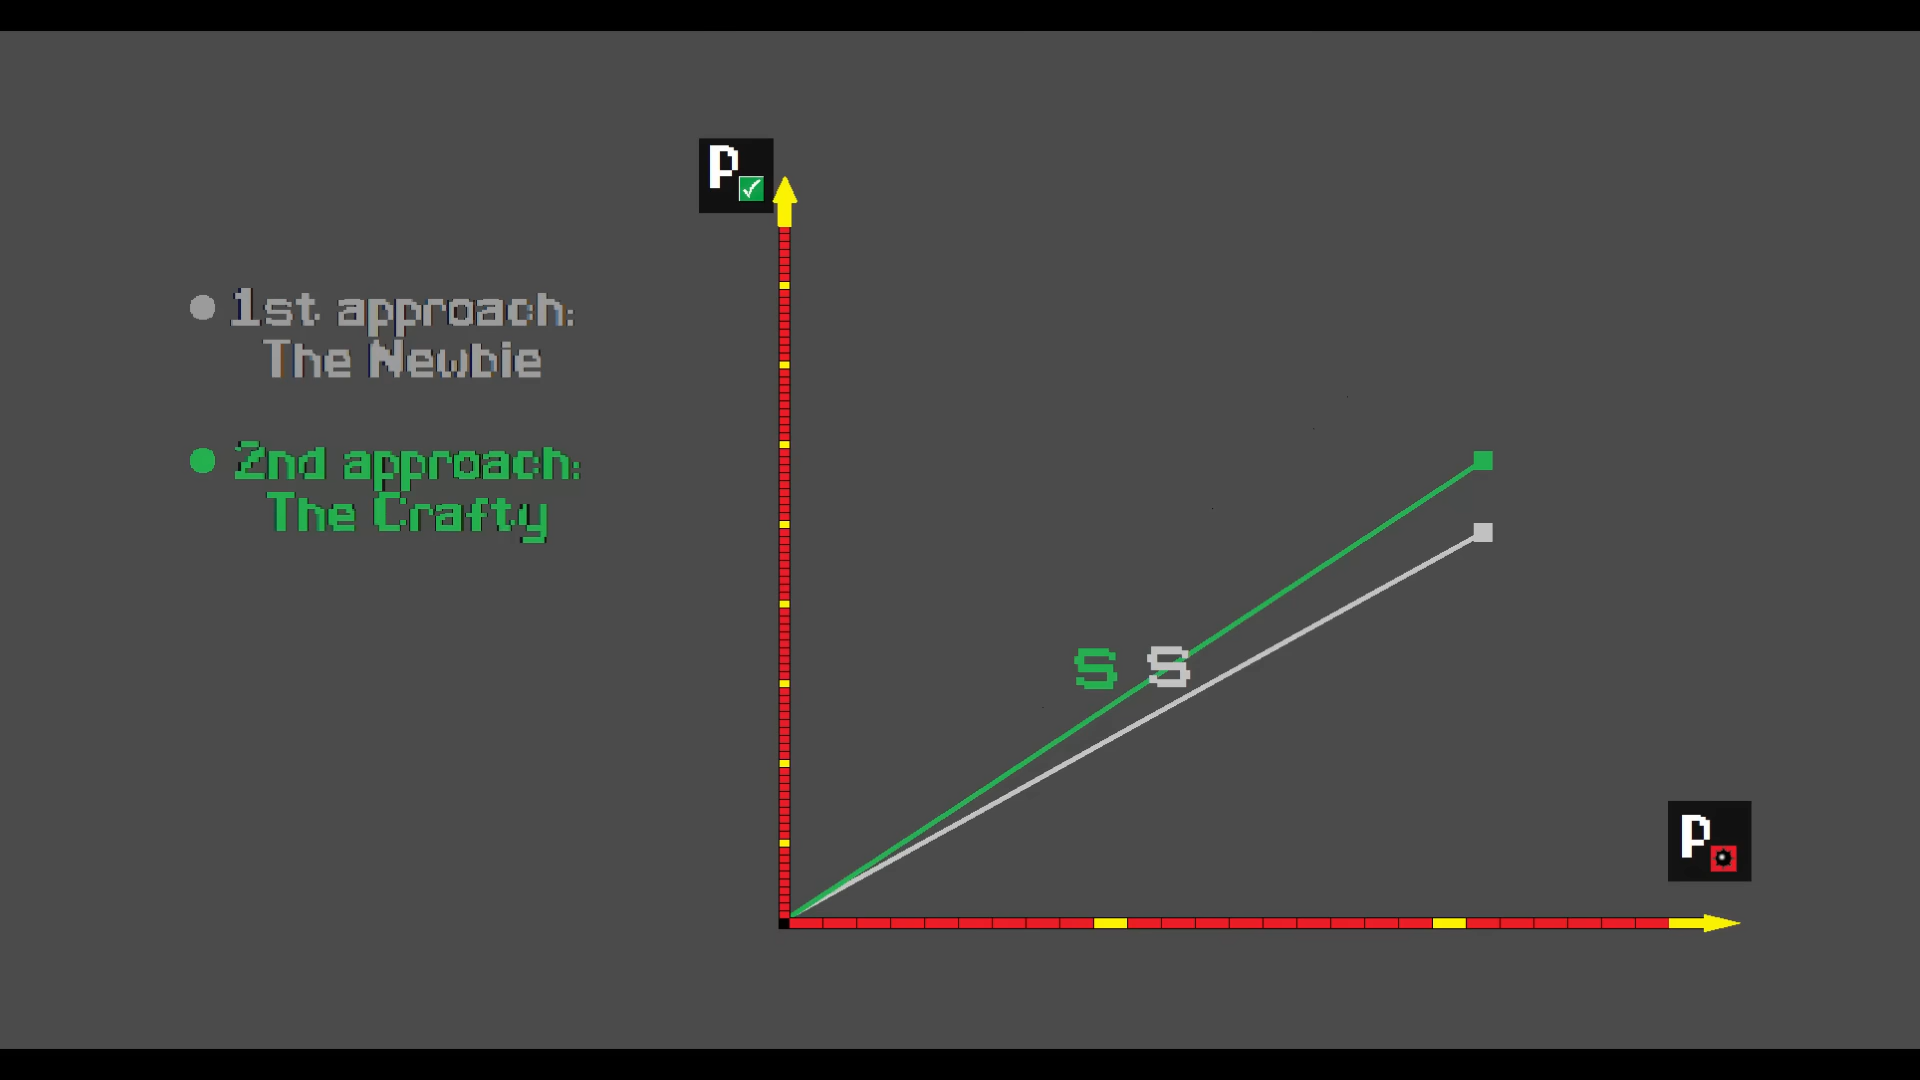 P
1st approach:
The Newbie
2nd approach:
The Crafty
S S
P